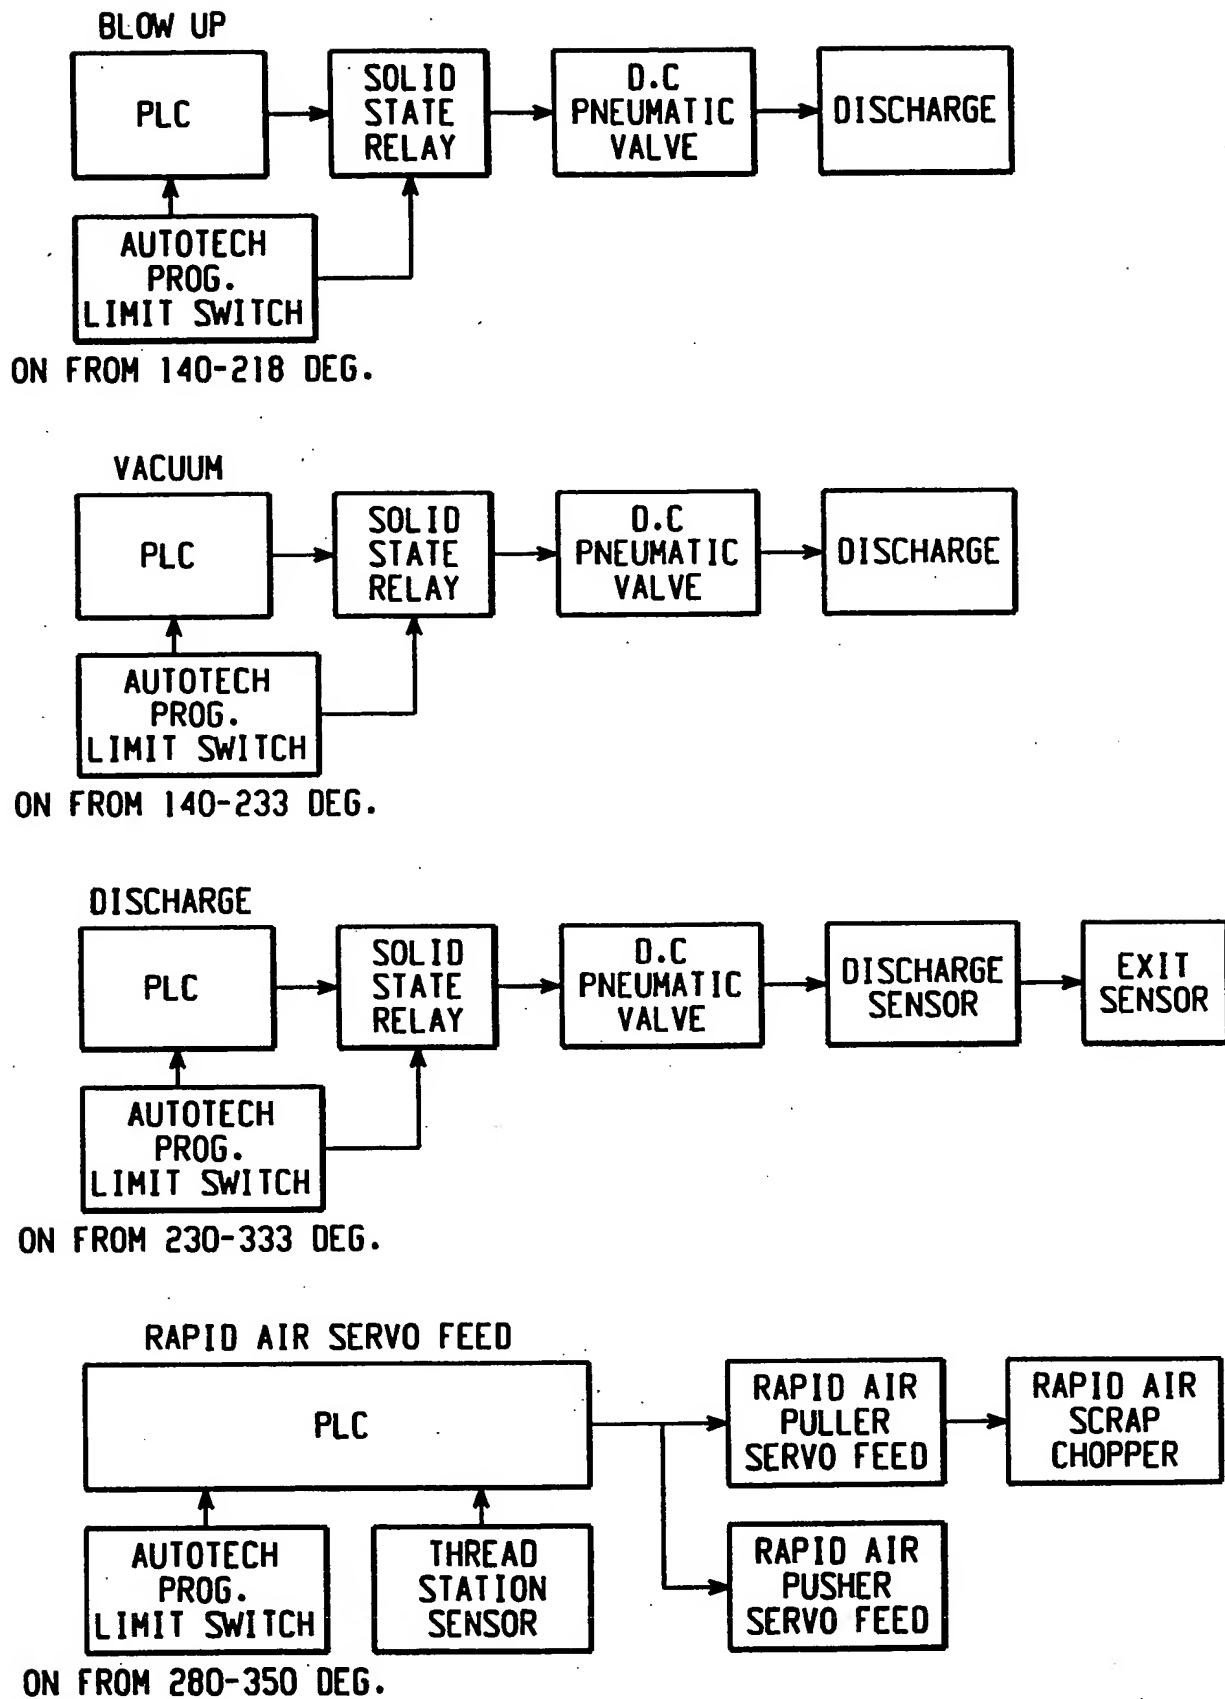 BLOW UP
PLC
SOLID
STATE
RELAY
D.C
PNEUMATIC
VALVE
DISCHARGE
AUTOTECH
PROG.
LIMIT SWITCH
ON FROM 140-218 DEG.
VACUUM
PLC
SOLID
STATE
RELAY
D.C
PNEUMATIC
VALVE
DISCHARGE
AUTOTECH
PROG.
LIMIT SWITCH
ON FROM 140-233 DEG.
DISCHARGE
PLC
SOLID
STATE
RELAY
D.C
PNEUMATIC
VALVE
DISCHARGE
SENSOR
EXIT
SENSOR
AUTOTECH
PROG.
LIMIT SWITCH
ON FROM 230-333 DEG.
RAPID AIR SERVO FEED
PLC
RAPID AIR
PULLER
SERVO FEED
RAPID AIR
SCRAP
CHOPPER
AUTOTECH
PROG.
LIMIT SWITCH
THREAD
STATION
SENSOR
RAPID AIR
PUSHER
SERVO FEED
ON FROM 280-350 DEG.